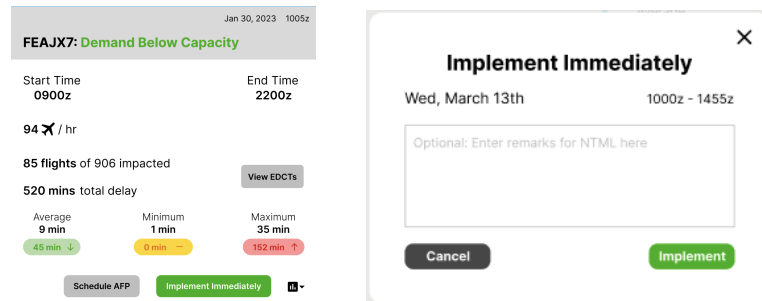 Jan 30, 2023 1005z
FEAJX7: Demand Below Capacity
Start Time End Time
0900z 2200z
94 / hr
85 flights of 906 impacted
View EDCTs
520 mins total delay
Average Minimum Maximum
9 min 1 min 35 min
45 min ↓ 0 min — 152 min ↑
Schedule AFP Implement Immediately
Implement Immediately
Wed, March 13th 1000z - 1455z
Optional: Enter remarks for NTML here
Cancel Implement